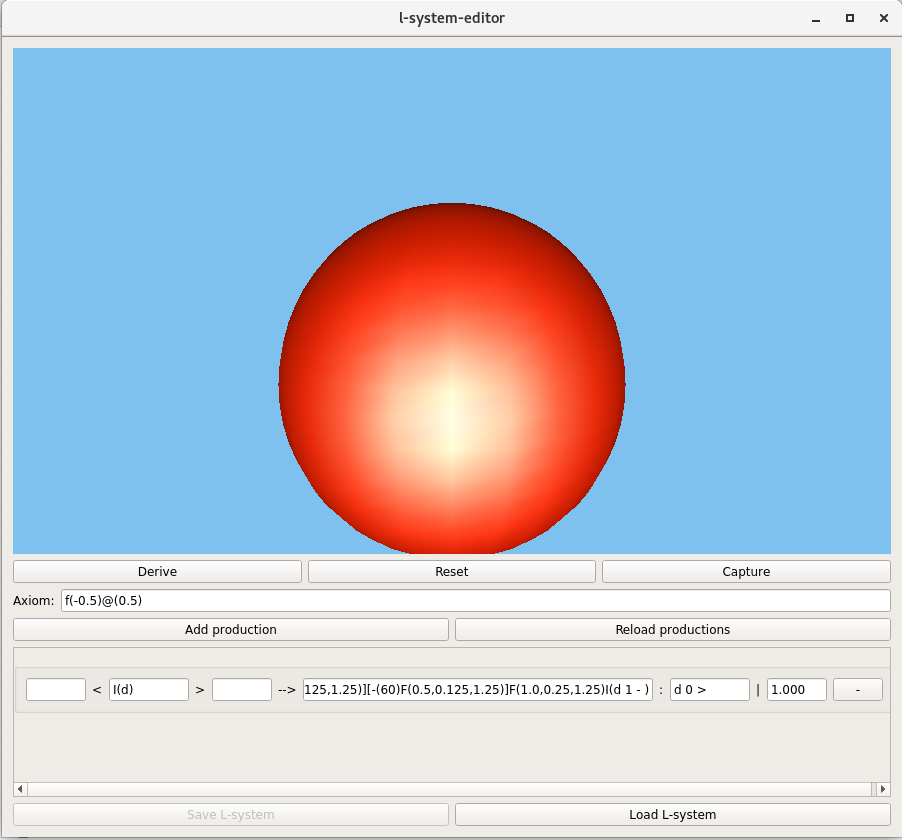 l-system-editor
Derive Reset Capture
Axiom: f(-0.5)@(0.5)
Add production Reload productions
< I(d) > --> 125,1.25)][-(60)F(0.5,0.125,1.25)]F(1.0,0.25,1.25)I(d 1 - ) : d 0 > | 1.000 -
Save L-system Load L-system